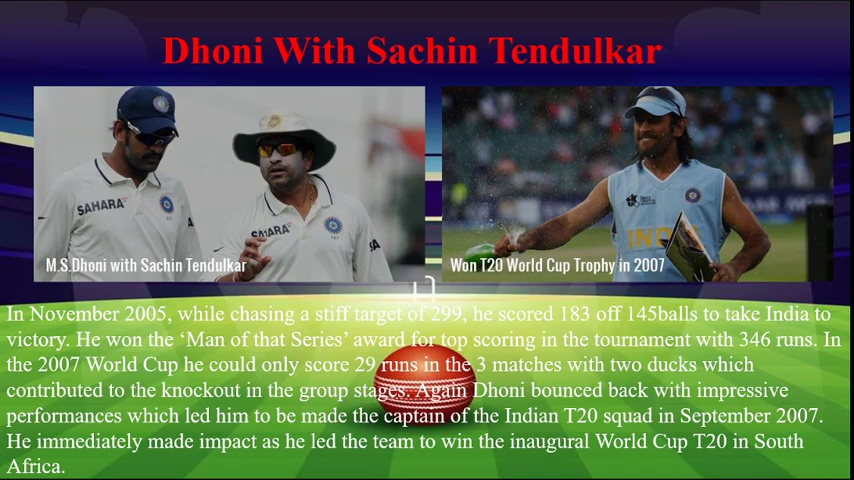 Dhoni With Sachin Tendulkar
SAHARA
SAHARA
M.S.Dhoni with Sachin Tendulkar
Won T20 World Cup Trophy in 2007
In November 2005, while chasing a stiff target of 299, he scored 183 off 145balls to take India to
victory. He won the ‘Man of that Series’ award for top scoring in the tournament with 346 runs. In
the 2007 World Cup he could only score 29 runs in the 3 matches with two ducks which
contributed to the knockout in the group stages. Again Dhoni bounced back with impressive
performances which led him to be made the captain of the Indian T20 squad in September 2007.
He immediately made impact as he led the team to win the inaugural World Cup T20 in South
Africa.